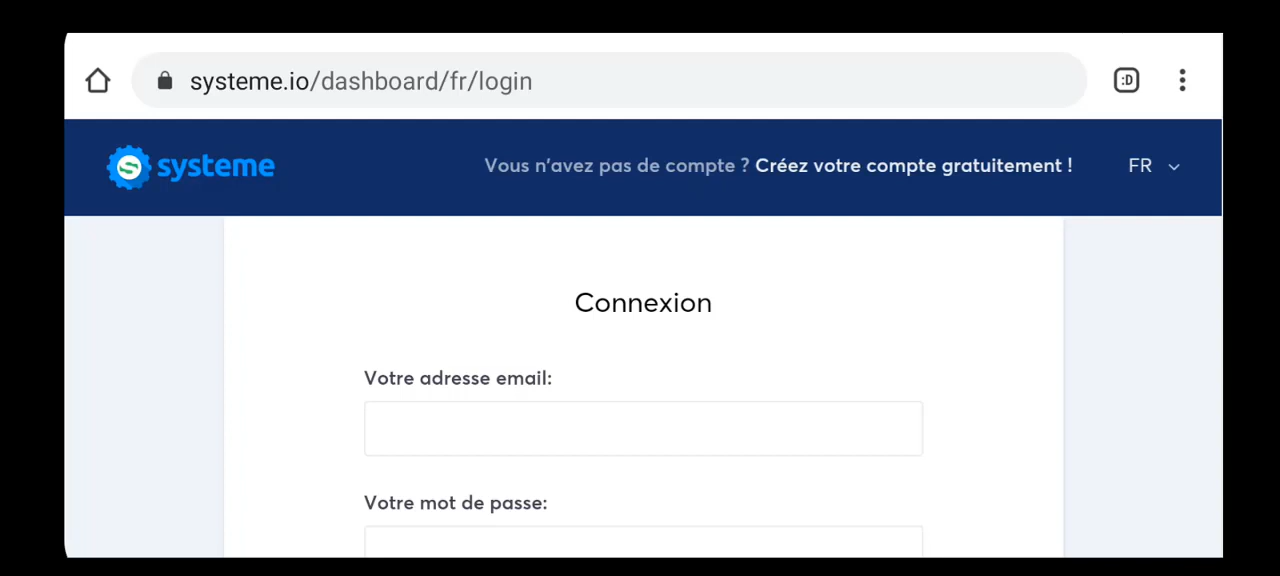 systeme.io/dashboard/fr/login
:D
systeme
Vous n'avez pas de compte ? Créez votre compte gratuitement !
FR
Connexion
Votre adresse email:
Votre mot de passe: